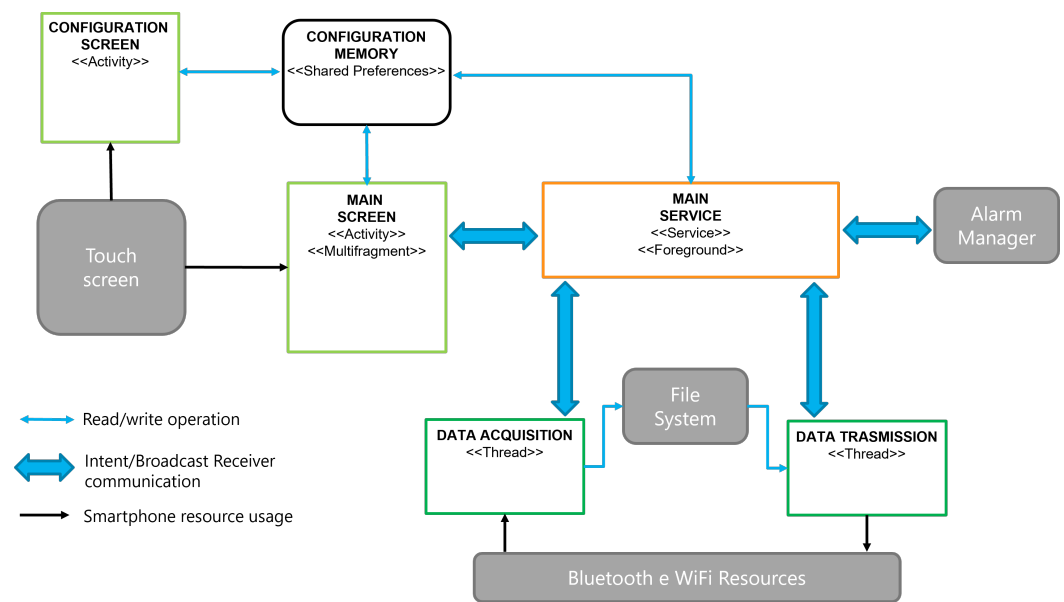 CONFIGURATION
SCREEN
<<Activity>>
CONFIGURATION
MEMORY
<<Shared Preferences>>
MAIN
SCREEN
<<Activity>>
<<Multifragment>>
MAIN
SERVICE
<<Service>>
<<Foreground>>
Alarm
Manager
Touch
screen
File
System
Read/write operation
Intent/Broadcast Receiver
communication
Smartphone resource usage
DATA ACQUISITION
<<Thread>>
DATA TRASMISSION
<<Thread>>
Bluetooth e WiFi Resources